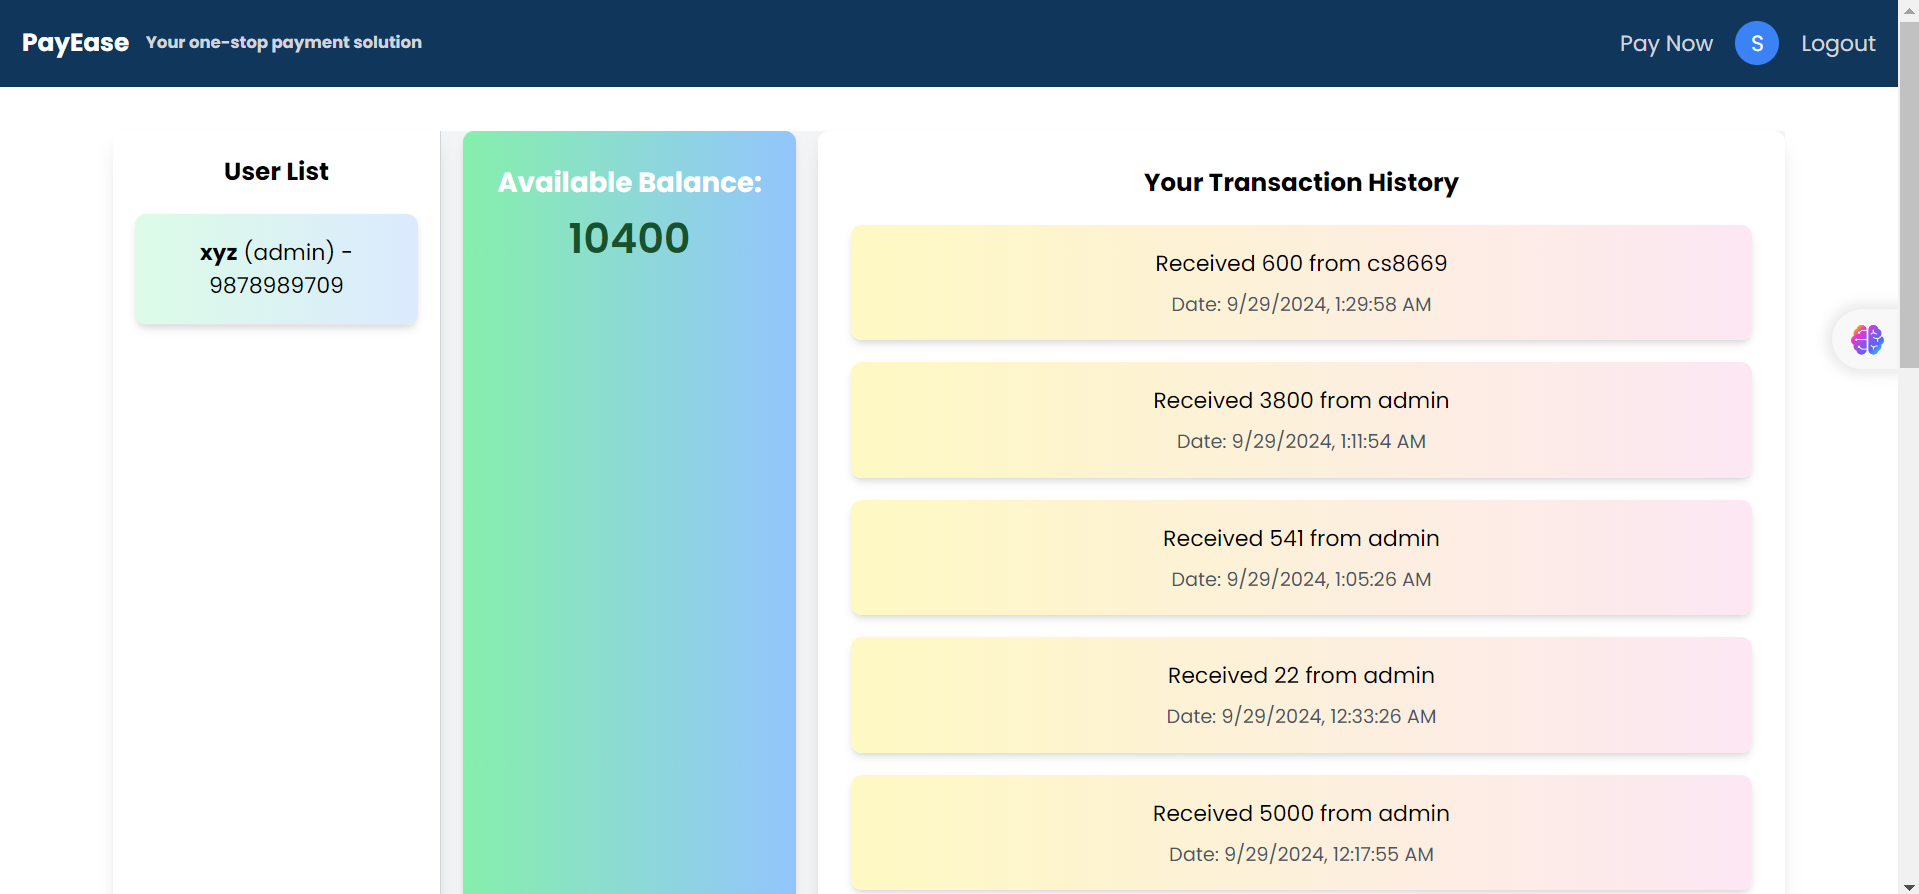 PayEase Your one-stop payment solution
Pay Now S Logout
User List
xyz (admin) -
9878989709
Available Balance:
10400
Your Transaction History
Received 600 from cs8669
Date: 9/29/2024, 1:29:58 AM
Received 3800 from admin
Date: 9/29/2024, 1:11:54 AM
Received 541 from admin
Date: 9/29/2024, 1:05:26 AM
Received 22 from admin
Date: 9/29/2024, 12:33:26 AM
Received 5000 from admin
Date: 9/29/2024, 12:17:55 AM